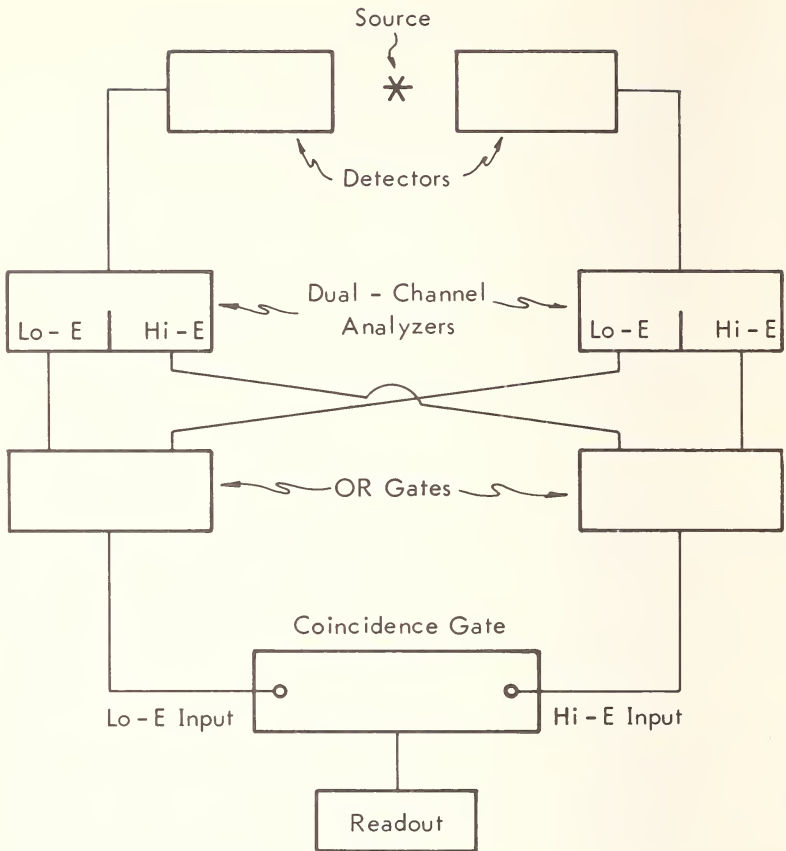 Source
Detectors
Dual - Channel
Analyzers
Lo - E
Hi - E
Lo - E
Hi - E
OR Gates
Coincidence Gate
Lo - E Input
Hi - E Input
Readout